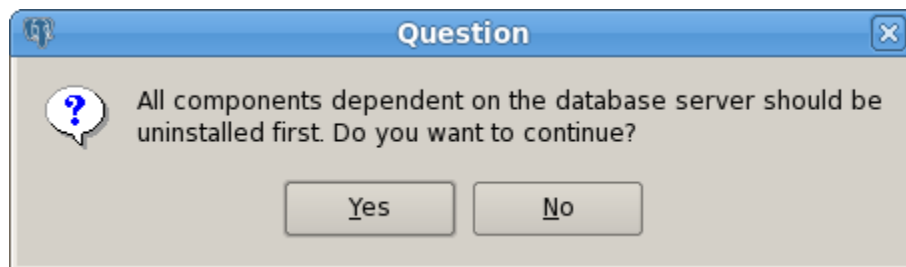 Question
All components dependent on the database server should be
uninstalled first. Do you want to continue?
Yes
No